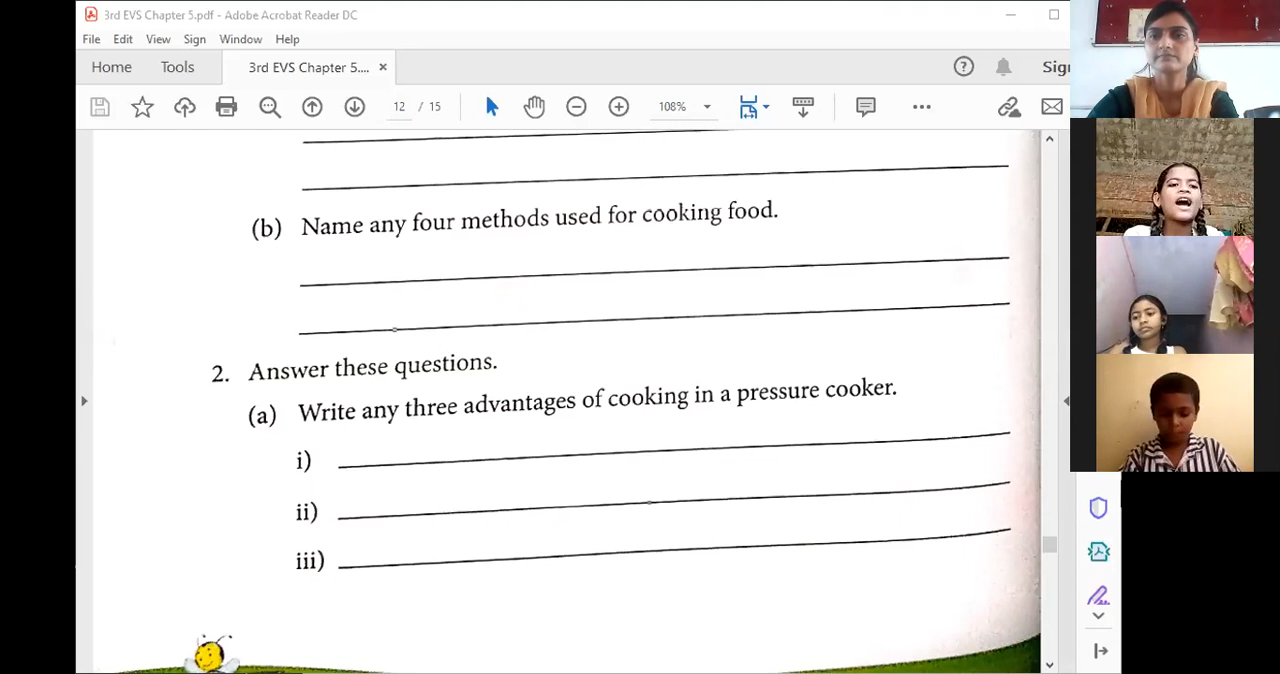 3rd EVS Chapter 5.pdf - Adobe Acrobat Reader DC
File Edit View Sign Window Help
Home Tools 3rd EVS Chapter 5.... × Sign
12 / 15 108%
(b) Name any four methods used for cooking food.
2. Answer these questions.
(a) Write any three advantages of cooking in a pressure cooker.
i)
ii)
iii)